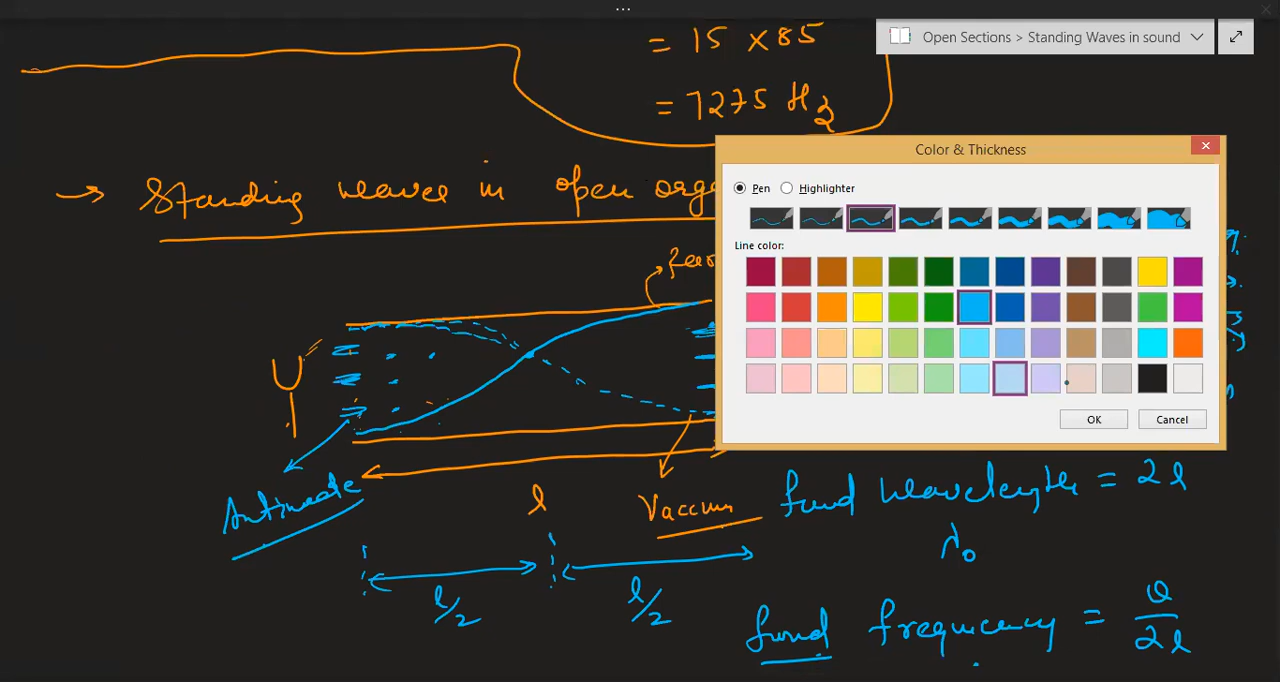 ...
= 15 × 85
Open Sections > Standing Waves in sound
= 1275 Hz
Color & Thickness
→ Standing waves in open orga
Pen Highlighter
Line color:
OK Cancel
Antinode
l
Vaccum
fund wavelength = 2l
λ₀
l/2 l/2
fund frequency = v/2l